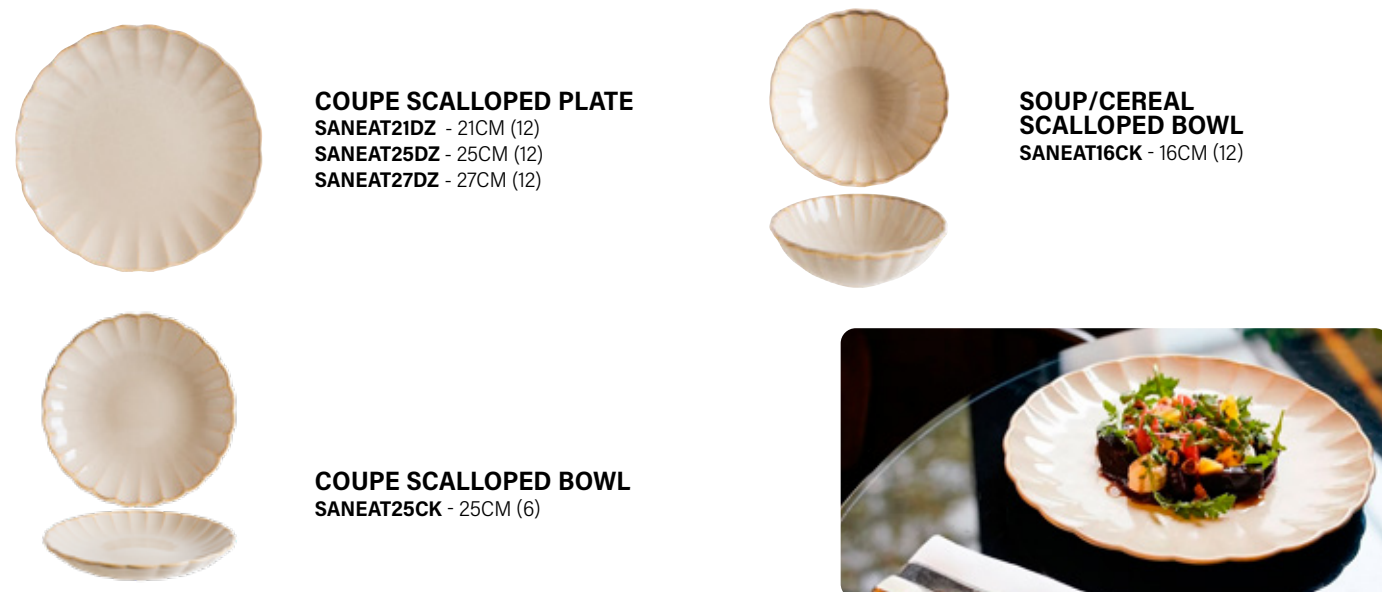 COUPE SCALLOPED PLATE
SANEAT21DZ - 21CM (12)
SANEAT25DZ - 25CM (12)
SANEAT27DZ - 27CM (12)
SOUP/CEREAL
SCALLOPED BOWL
SANEAT16CK - 16CM (12)
COUPE SCALLOPED BOWL
SANEAT25CK - 25CM (6)